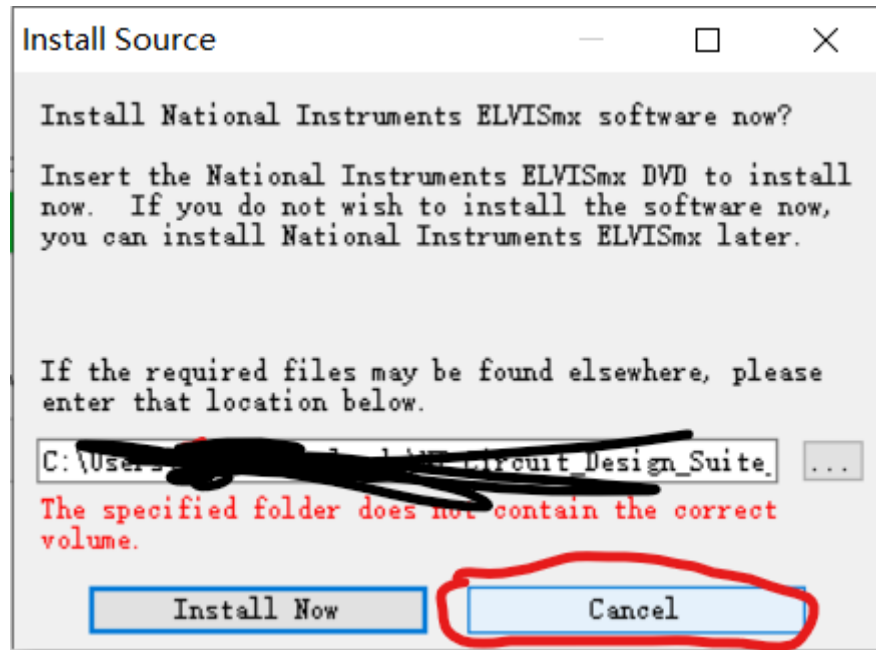 Install Source
Install National Instruments ELVISmx software now?
Insert the National Instruments ELVISmx DVD to install
now. If you do not wish to install the software now,
you can install National Instruments ELVISmx later.
If the required files may be found elsewhere, please
enter that location below.
C:\Users Circuit_Design_Suite_
...
The specified folder does not contain the correct
volume.
Install Now
Cancel